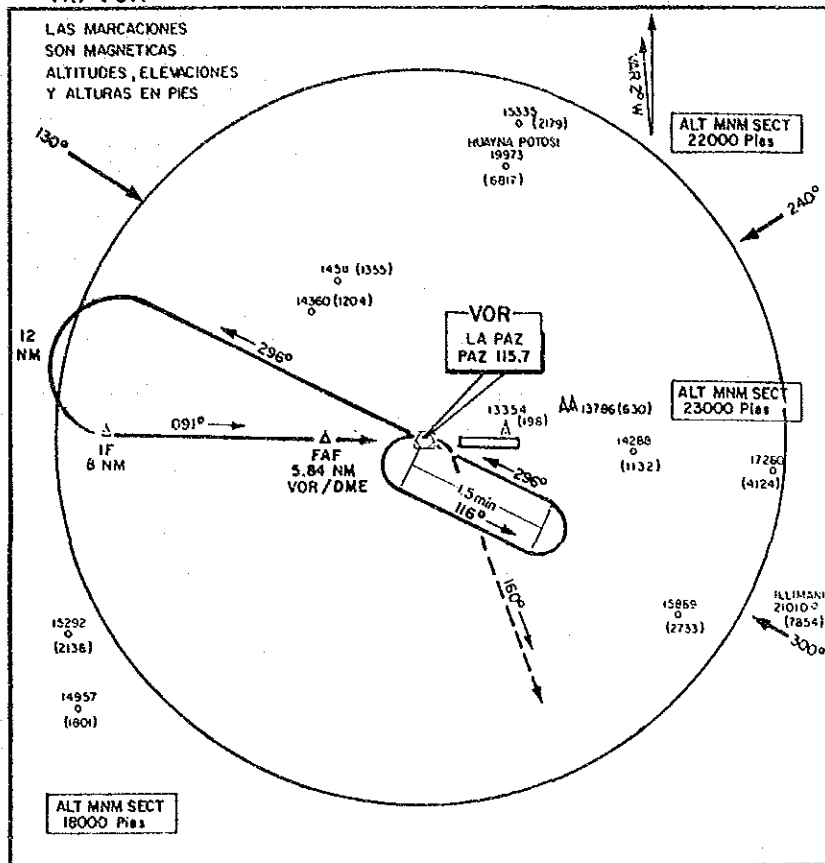 LAS MARCACIONES
SON MAGNETICAS
ALTITUDES, ELEVACIONES
Y ALTURAS EN PIES
VAR 2° W
ALT MNM SECT
22000 Pies
130°
240°
15335
(2179)
HUAYNA POTOSI
19973
(6817)
1451 (1355)
14360 (1204)
12
NM
296°
VOR
LA PAZ
PAZ 115.7
ALT MNM SECT
23000 Pies
13354
(198)
13786 (630)
091°
IF
8 NM
FAF
5.84 NM
VOR/DME
14288
(1132)
17260
(4124)
296°
1.5 min
116°
160°
15869
(2733)
ILLIMANI
21010
(7854)
300°
15292
(2136)
14957
(1801)
ALT MNM SECT
18000 Pies